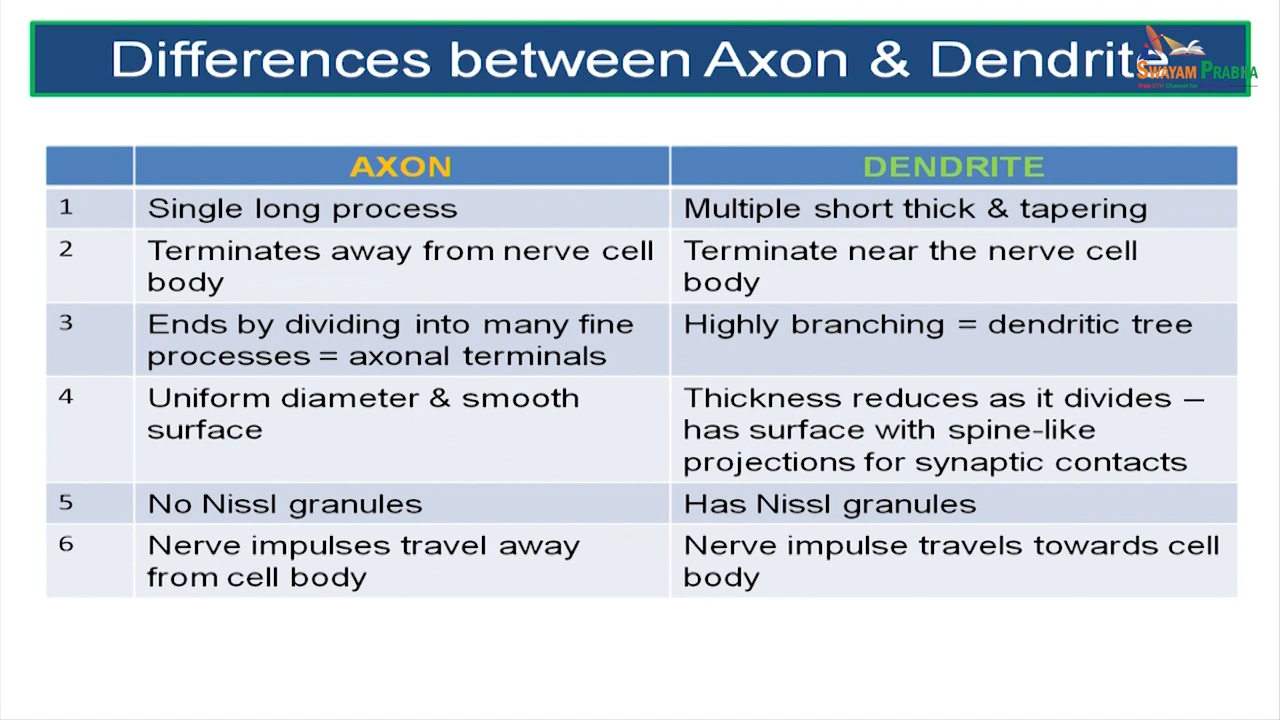 Differences between Axon & Dendrite
SWAYAM PRABHA
AXON
DENDRITE
1
Single long process
Multiple short thick & tapering
2
Terminates away from nerve cell
body
Terminate near the nerve cell
body
3
Ends by dividing into many fine
processes = axonal terminals
Highly branching = dendritic tree
4
Uniform diameter & smooth
surface
Thickness reduces as it divides –
has surface with spine-like
projections for synaptic contacts
5
No Nissl granules
Has Nissl granules
6
Nerve impulses travel away
from cell body
Nerve impulse travels towards cell
body